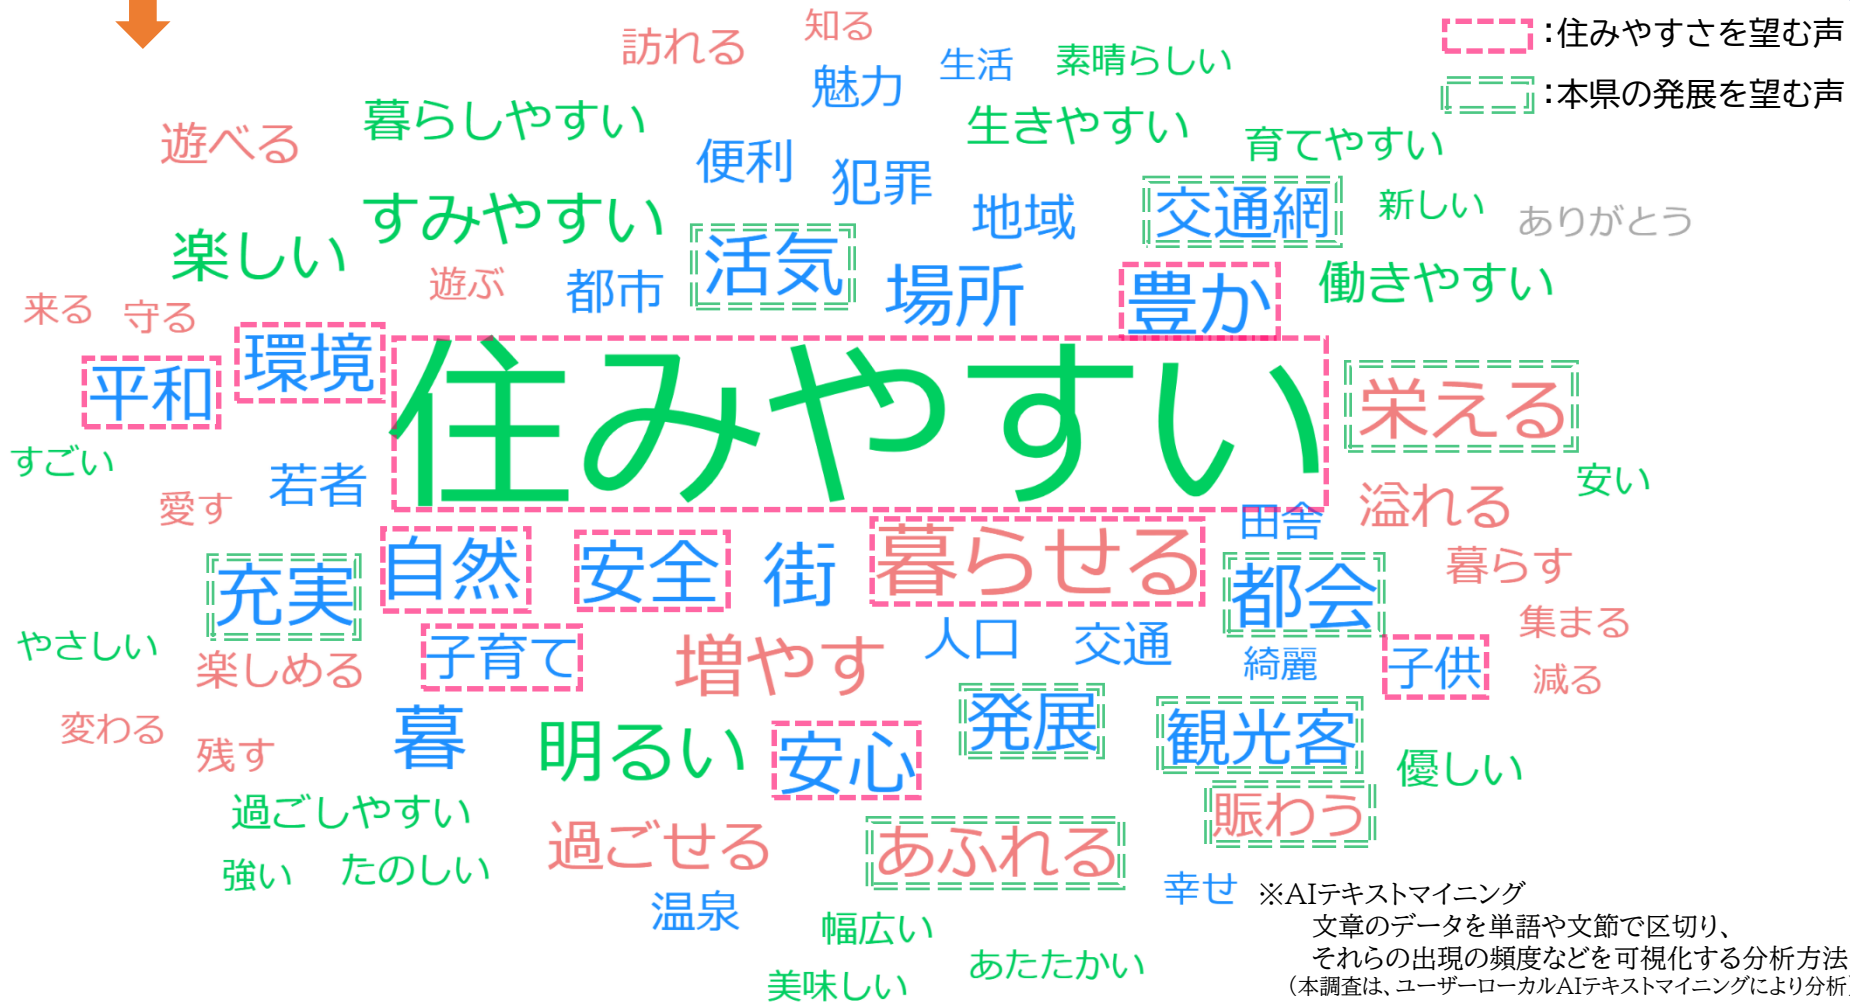 知る
訪れる
：住みやすさを望む声
生活
素晴らしい
魅力
：本県の発展を望む声
暮らしやすい
生きやすい
遊べる
育てやすい
便利
犯罪
すみやすい
地域
交通網
新しい
ありがとう
楽しい
活気
場所
豊か
働きやすい
遊ぶ
都市
来る
守る
環境
平和
住みやすい
栄える
すごい
若者
愛す
安い
溢れる
田舎
自然
安全
街
暮らせる
暮らす
充実
都会
集まる
やさしい
楽しめる
子育て
増やす
人口
交通
綺麗
子供
減る
変わる
残す
暮
明るい
安心
発展
観光客
優しい
過ごしやすい
賑わう
強い
たのしい
過ごせる
あふれる
幸せ
温泉
幅広い
美味しい
あたたかい
※AIテキストマイニング
文章のデータを単語や文節で区切り、
それらの出現の頻度などを可視化する分析方法
（本調査は、ユーザーローカルAIテキストマイニングにより分析）